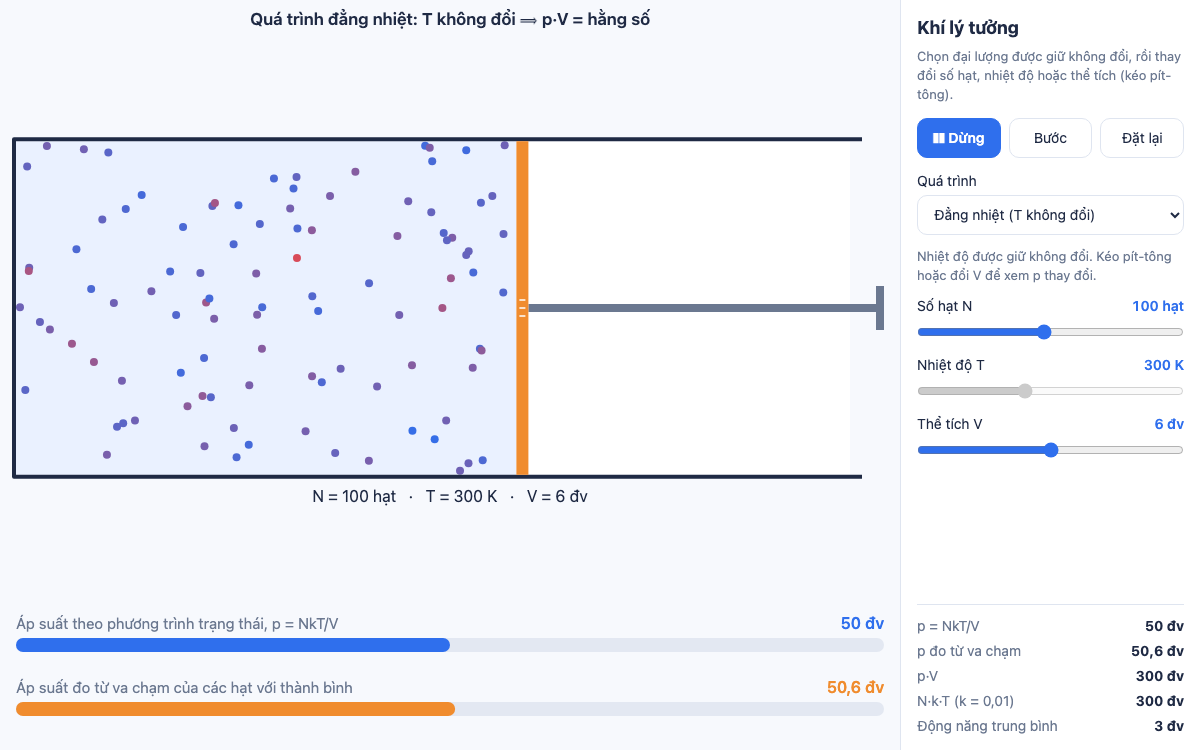 Quá trình đẳng nhiệt: T không đổi ⟹ p·V = hằng số
N = 100 hạt · T = 300 K · V = 6 đv
Áp suất theo phương trình trạng thái, p = NkT/V 50 đv
Áp suất đo từ va chạm của các hạt với thành bình 50,6 đv
Khí lý tưởng
Chọn đại lượng được giữ không đổi, rồi thay
đổi số hạt, nhiệt độ hoặc thể tích (kéo pít-
tông).
Dừng Bước Đặt lại
Quá trình
Đẳng nhiệt (T không đổi)
Nhiệt độ được giữ không đổi. Kéo pít-tông
hoặc đổi V để xem p thay đổi.
Số hạt N 100 hạt
Nhiệt độ T 300 K
Thể tích V 6 đv
p = NkT/V 50 đv
p đo từ va chạm 50,6 đv
p·V 300 đv
N·k·T (k = 0,01) 300 đv
Động năng trung bình 3 đv